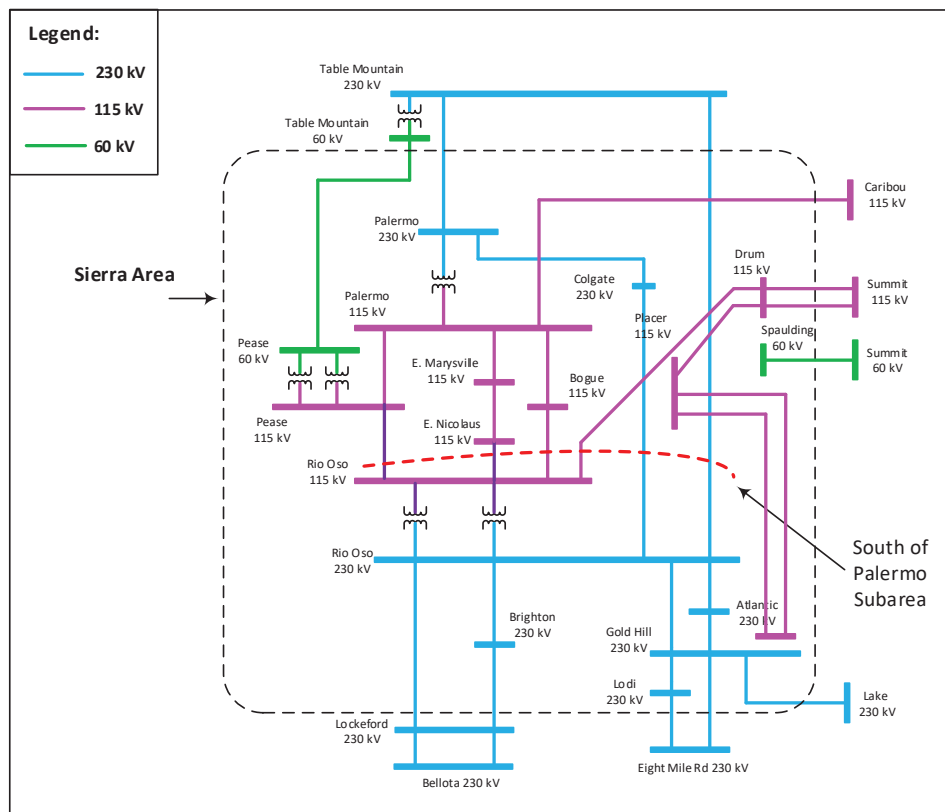 Legend:
230 kV
115 kV
60 kV
Table Mountain
230 kV
Table Mountain
60 kV
Caribou
115 kV
Palermo
230 kV
Drum
115 kV
Sierra Area
Colgate
230 kV
Summit
115 kV
Palermo
115 kV
Placer
115 kV
Spaulding
60 kV
Pease
60 kV
Summit
60 kV
E. Marysville
115 kV
Bogue
115 kV
Pease
115 kV
E. Nicolaus
115 kV
Rio Oso
115 kV
South of
Palermo
Subarea
Rio Oso
230 kV
Atlantic
230 kV
Brighton
230 kV
Gold Hill
230 kV
Lodi
230 kV
Lake
230 kV
Lockeford
230 kV
Eight Mile Rd 230 kV
Bellota 230 kV